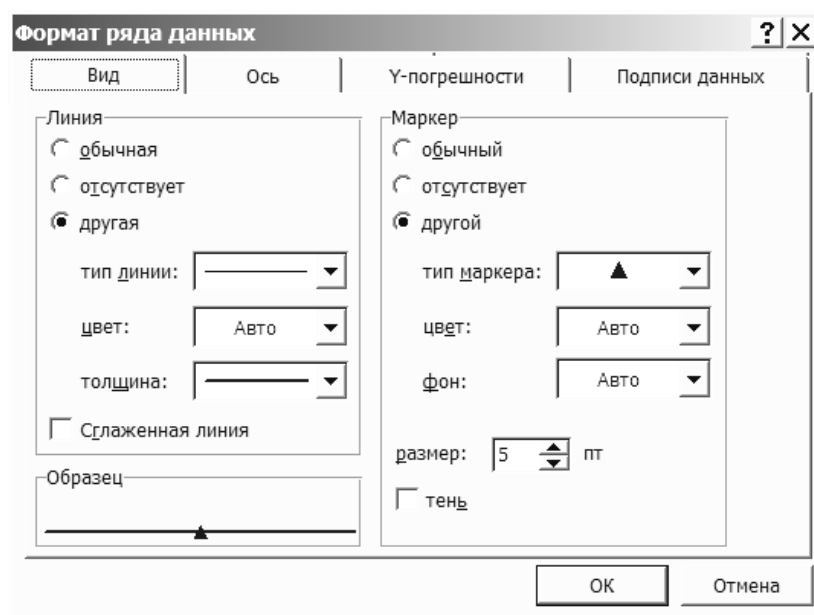 Формат ряда данных ? X
Вид Ось Y-погрешности Подписи данных
Линия
обычная
отсутствует
другая
тип линии:
цвет: Авто
толщина:
Сглаженная линия
Образец
Маркер
обычный
отсутствует
другой
тип маркера:
цвет: Авто
фон: Авто
размер: 5 пт
тень
ОК Отмена